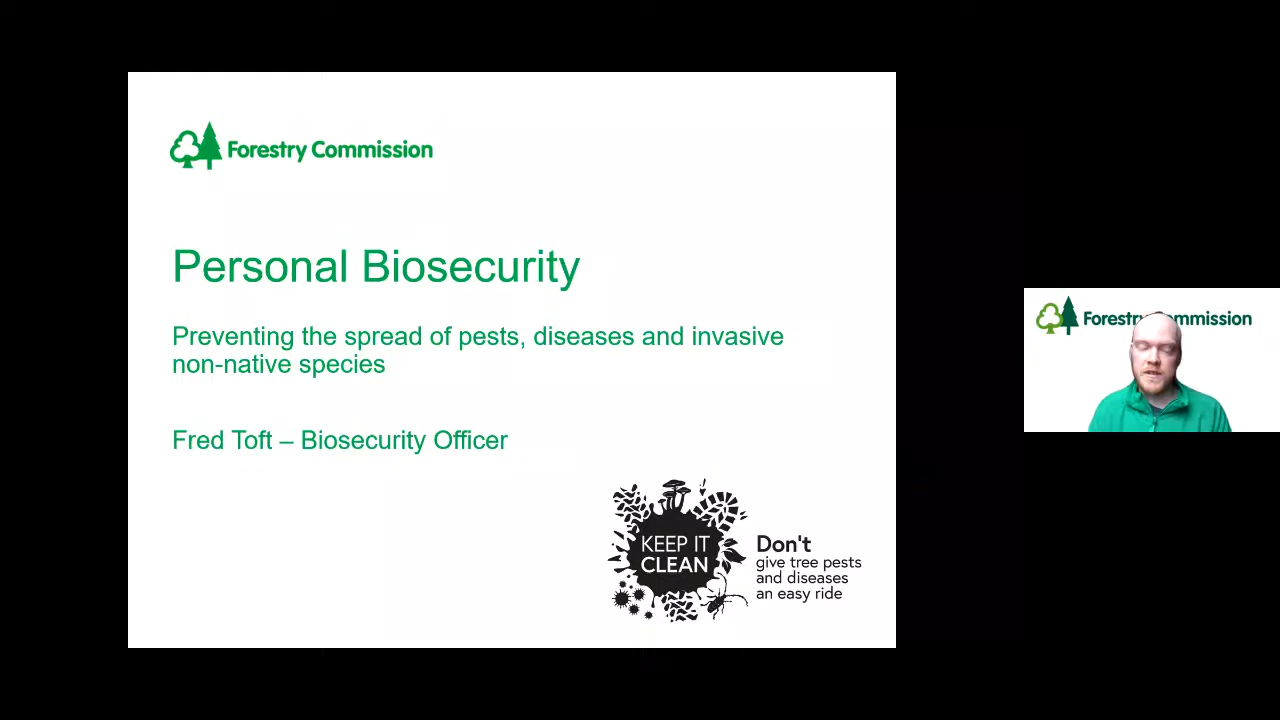 Forestry Commission
Personal Biosecurity
Preventing the spread of pests, diseases and invasive
non-native species
Fred Toft – Biosecurity Officer
KEEP IT
CLEAN
Don't
give tree pests
and diseases
an easy ride
Forestry Commission